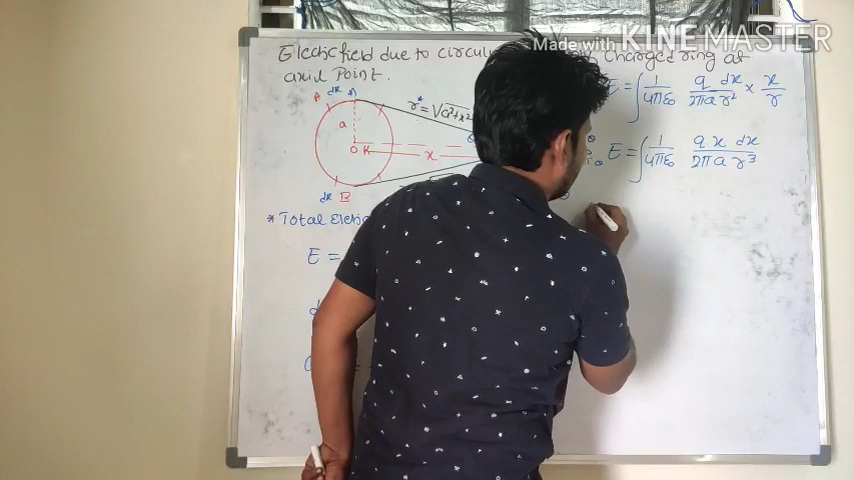 Made with KINEMASTER
Electric field due to circul Charged ring at
axial Point.
E = ∫ 1/4πε₀ q dx/2πa r² × x/r
P dx A
r = √a²+x²
a
O K x
θ
E = ∫ 1/4πε₀ q.x dx/2πa r³
dx B
* Total Elect
E =